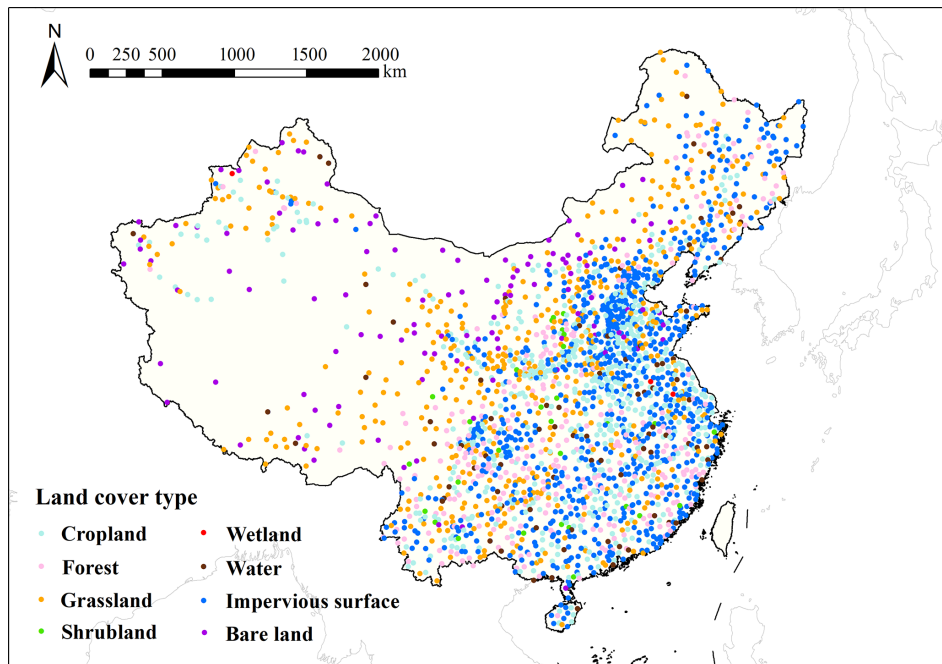 N
0 250 500 1000 1500 2000
km
Land cover type
Cropland
Wetland
Forest
Water
Grassland
Impervious surface
Shrubland
Bare land